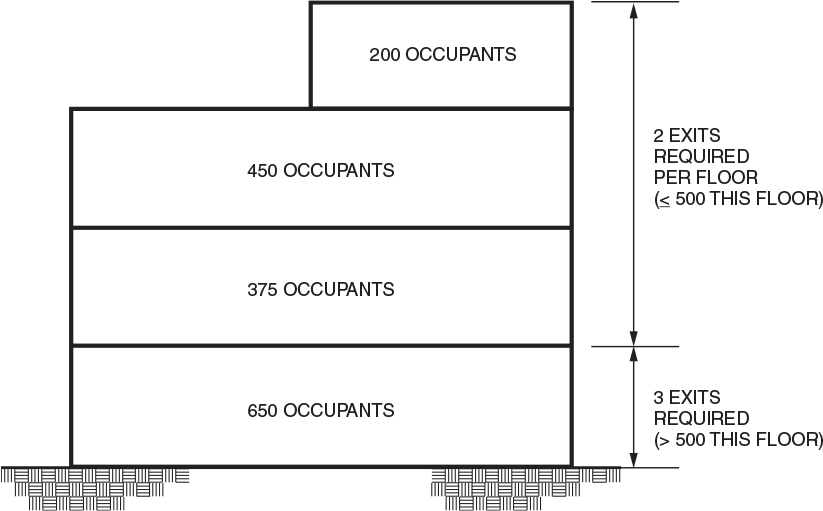 200 OCCUPANTS
450 OCCUPANTS
375 OCCUPANTS
650 OCCUPANTS
2 EXITS
REQUIRED
PER FLOOR
(≤ 500 THIS FLOOR)
3 EXITS
REQUIRED
(> 500 THIS FLOOR)